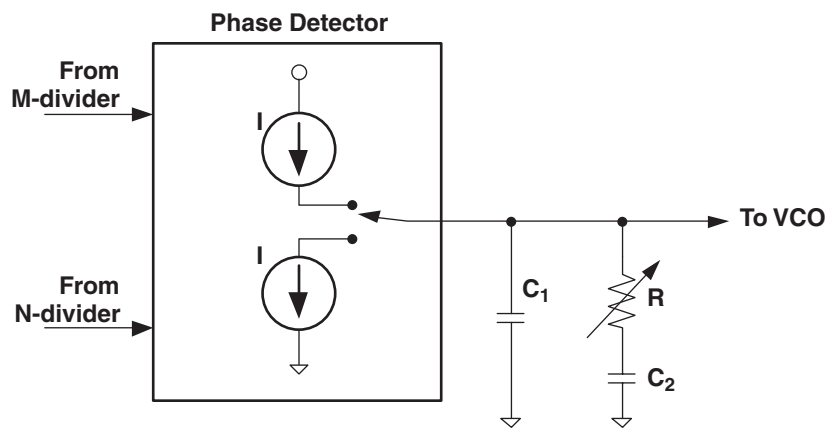 Phase Detector
From
M-divider
I
To VCO
I
C1
R
From
N-divider
C2